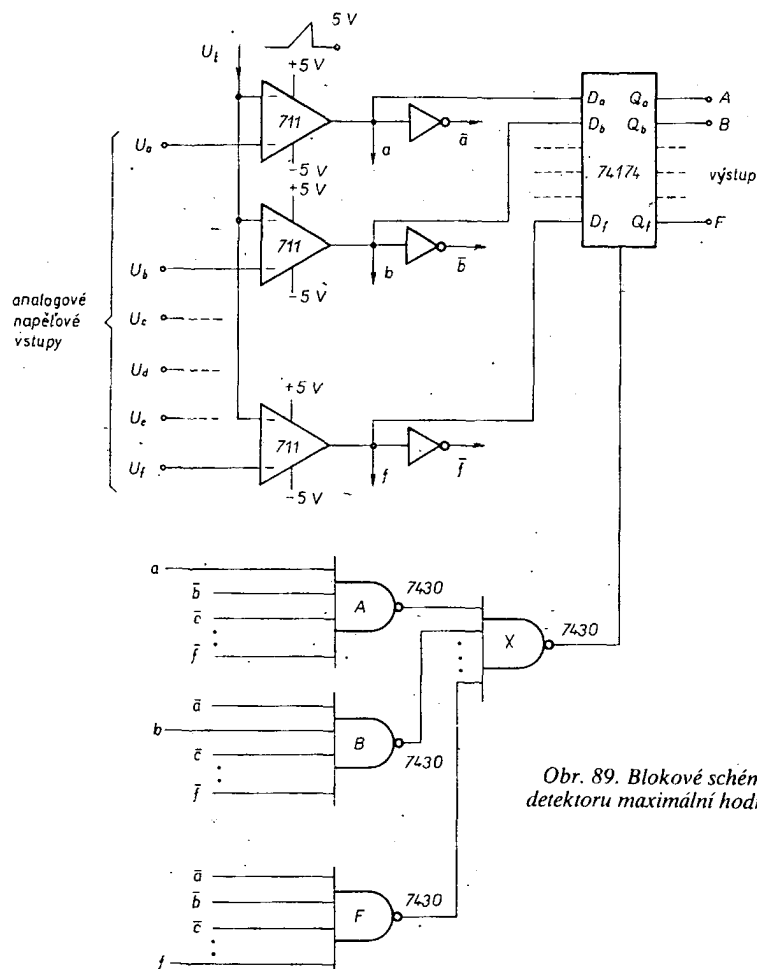 5 V
U_t
+5 V
711
-5 V
U_a
a
ā
+5 V
711
-5 V
U_b
b
b̄
analogové
napěťové
vstupy
U_c
U_d
U_e
U_f
+5 V
711
-5 V
f
f̄
D_a Q_a A
D_b Q_b B
74174 výstup
D_f Q_f F
a
b̄
c̄
f̄
A
7430
X
7430
ā
b
c̄
f̄
B
7430
ā
b̄
c̄
f
F
7430
Obr. 89. Blokové schén
detektoru maximální hodi